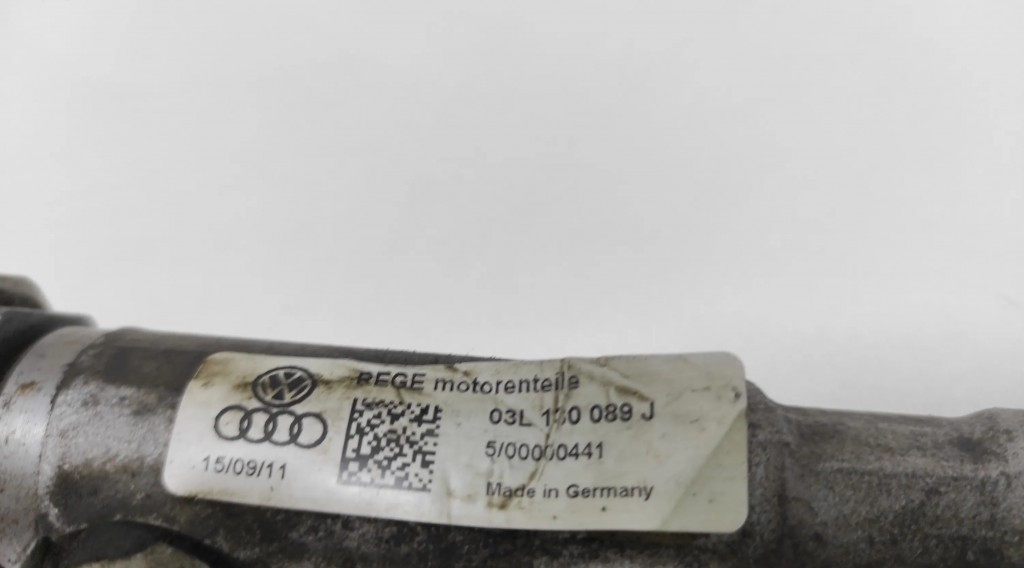 REGE motorenteile
03L 130 089 J
5/00000441
15/09/11
Made in Germany